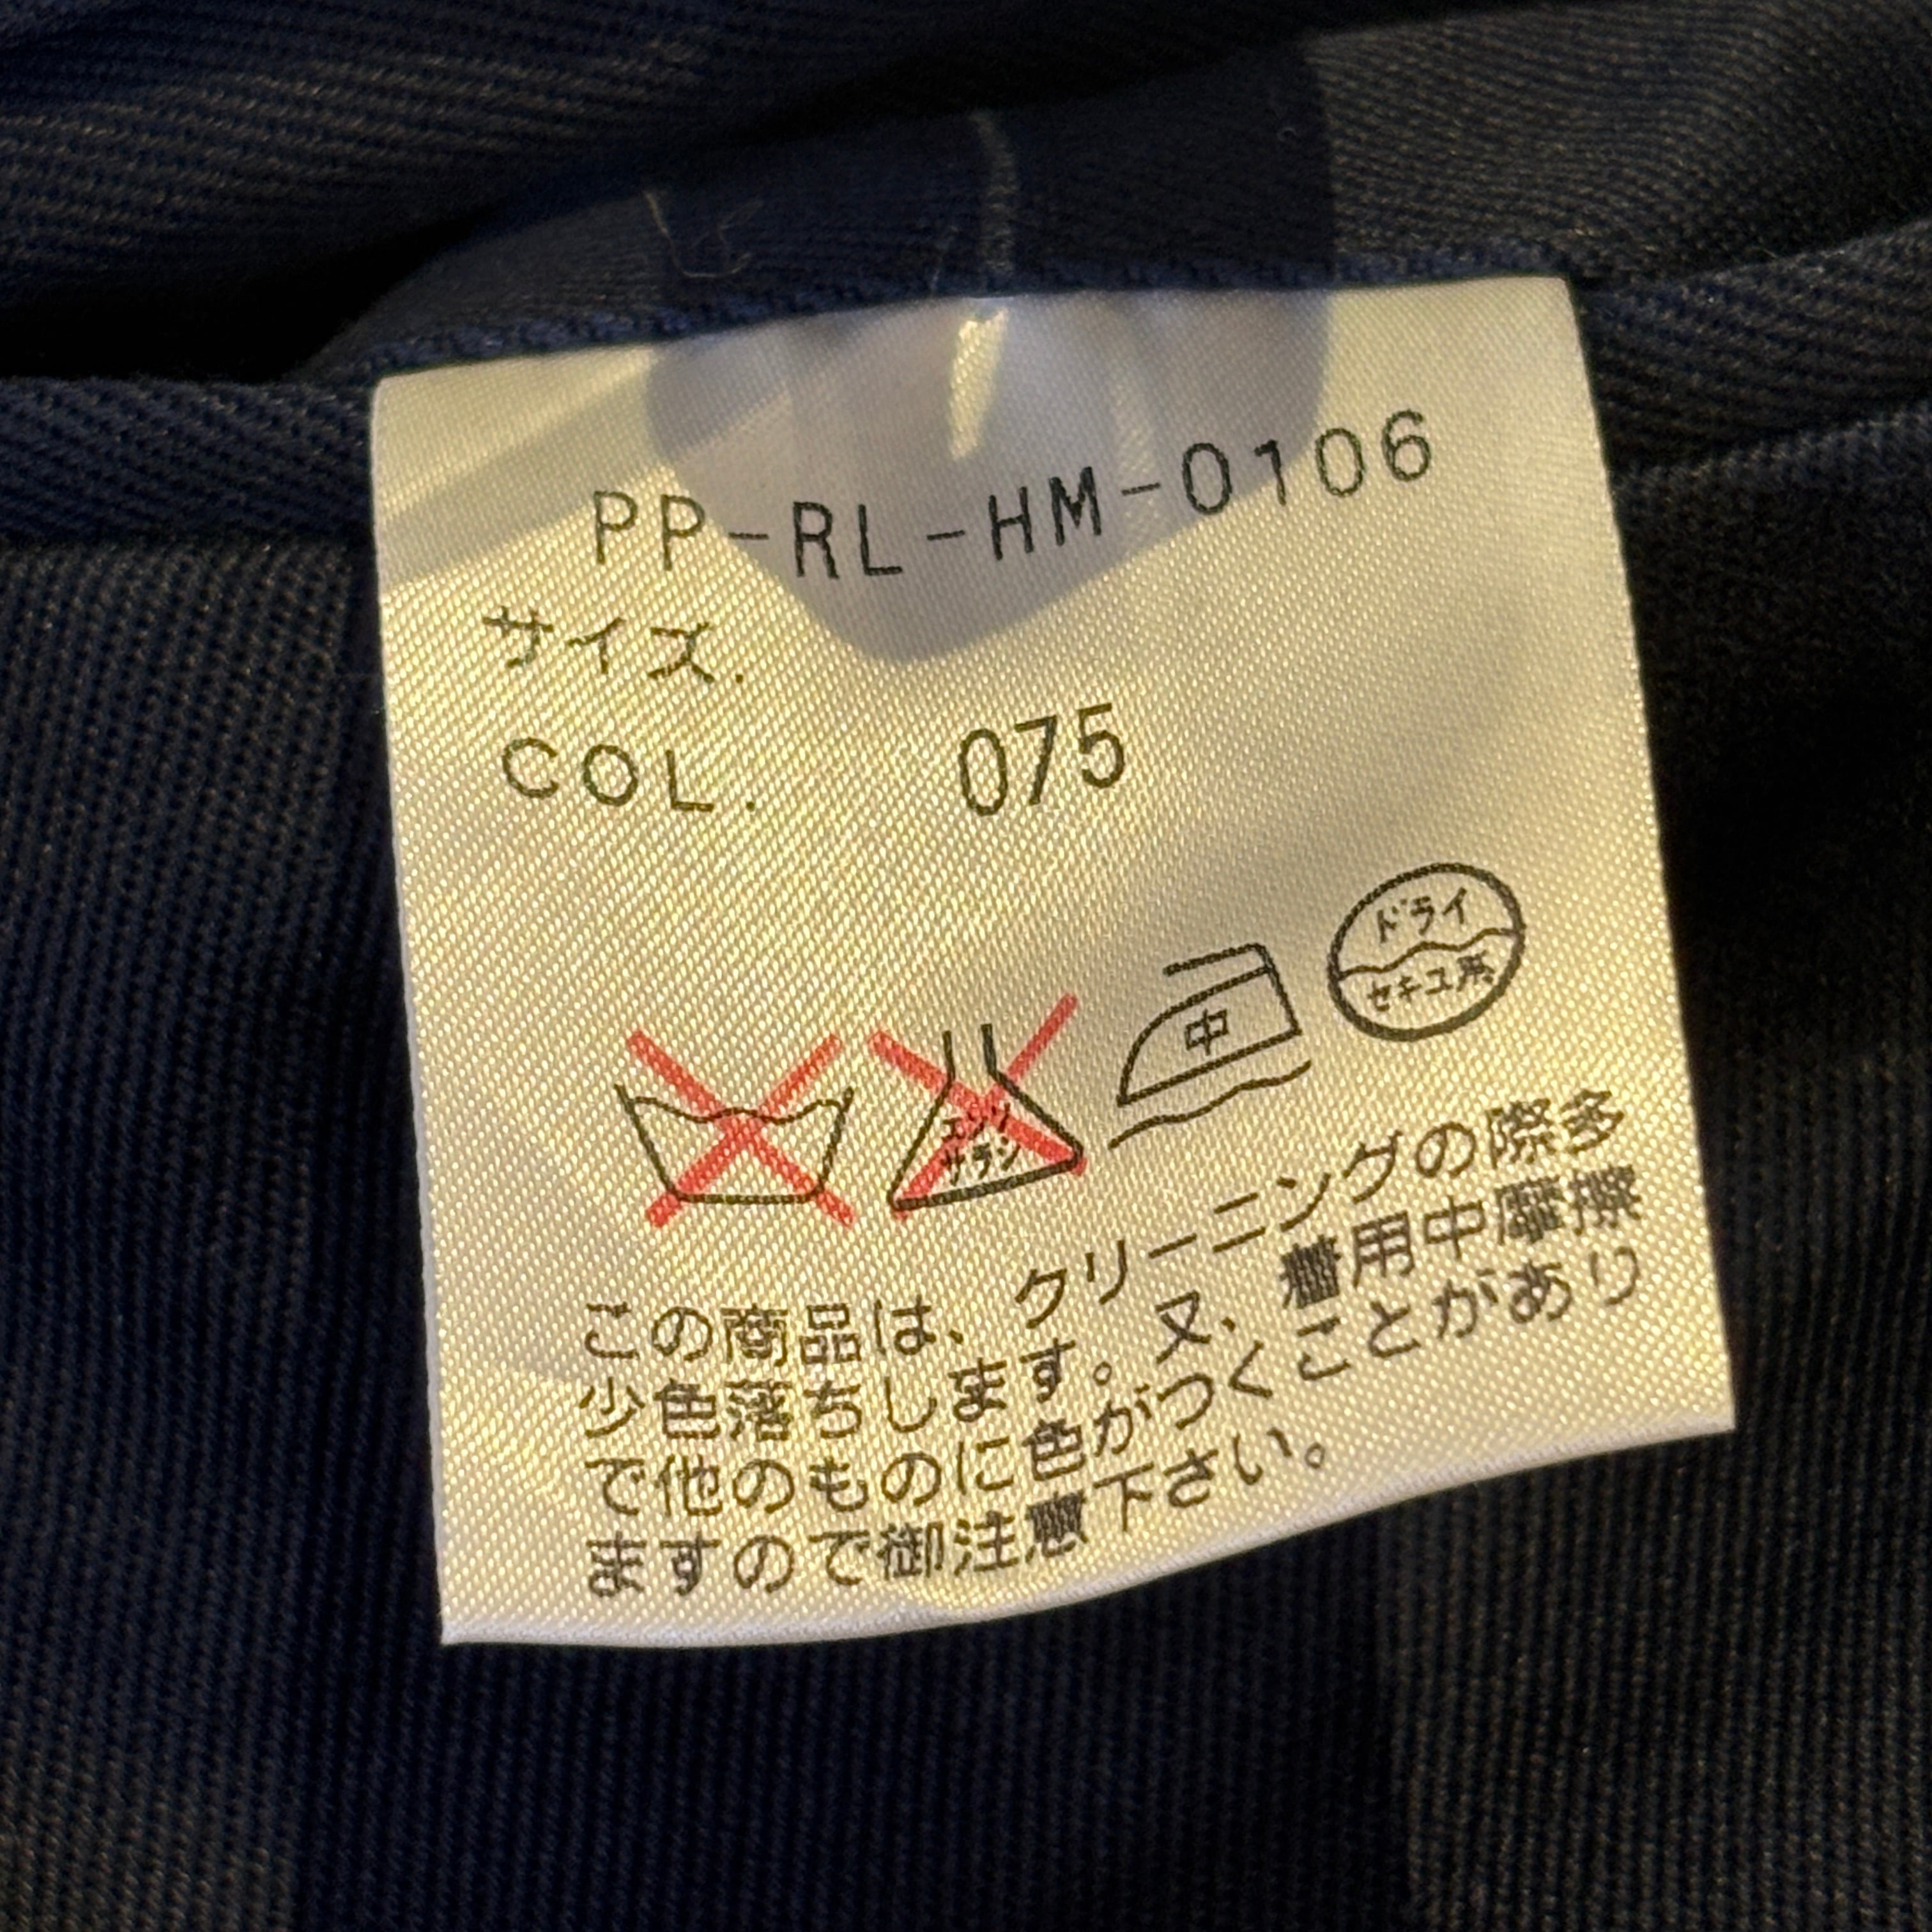 PP-RL-HM-0106
サイズ.
COL. 075
エンソ
サラシ
中
ドライ
セキユ系
この商品は、クリーニングの際多
少色落ちします。又、着用中摩擦
で他のものに色がつくことがあり
ますので御注意下さい。